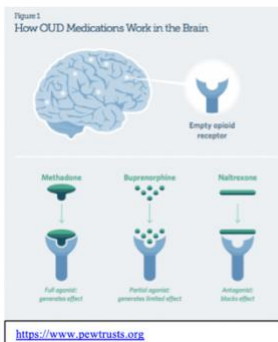 Figure 1
How OUD Medications Work in the Brain
Empty opioid
receptor
Methadone
Buprenorphine
Naltrexone
Full agonist:
generates effect
Partial agonist:
generates limited effect
Antagonist:
blocks effect
https://www.pewtrusts.org